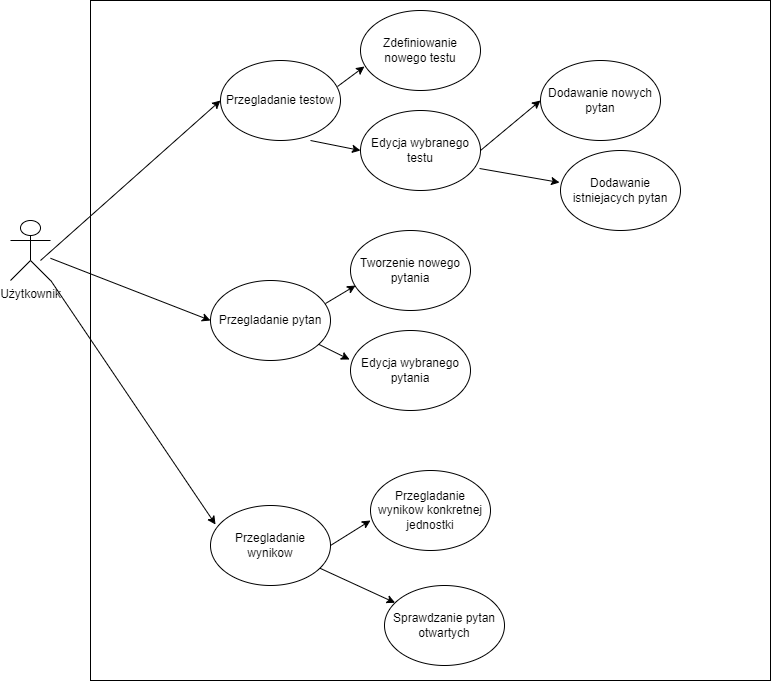 Zdefiniowanie
nowego testu
Przegladanie testow
Edycja wybranego
testu
Dodawanie nowych
pytan
Dodawanie
istniejacych pytan
Użytkownik
Tworzenie nowego
pytania
Przegladanie pytan
Edycja wybranego
pytania
Przegladanie
wynikow
Przegladanie
wynikow konkretnej
jednostki
Sprawdzanie pytan
otwartych